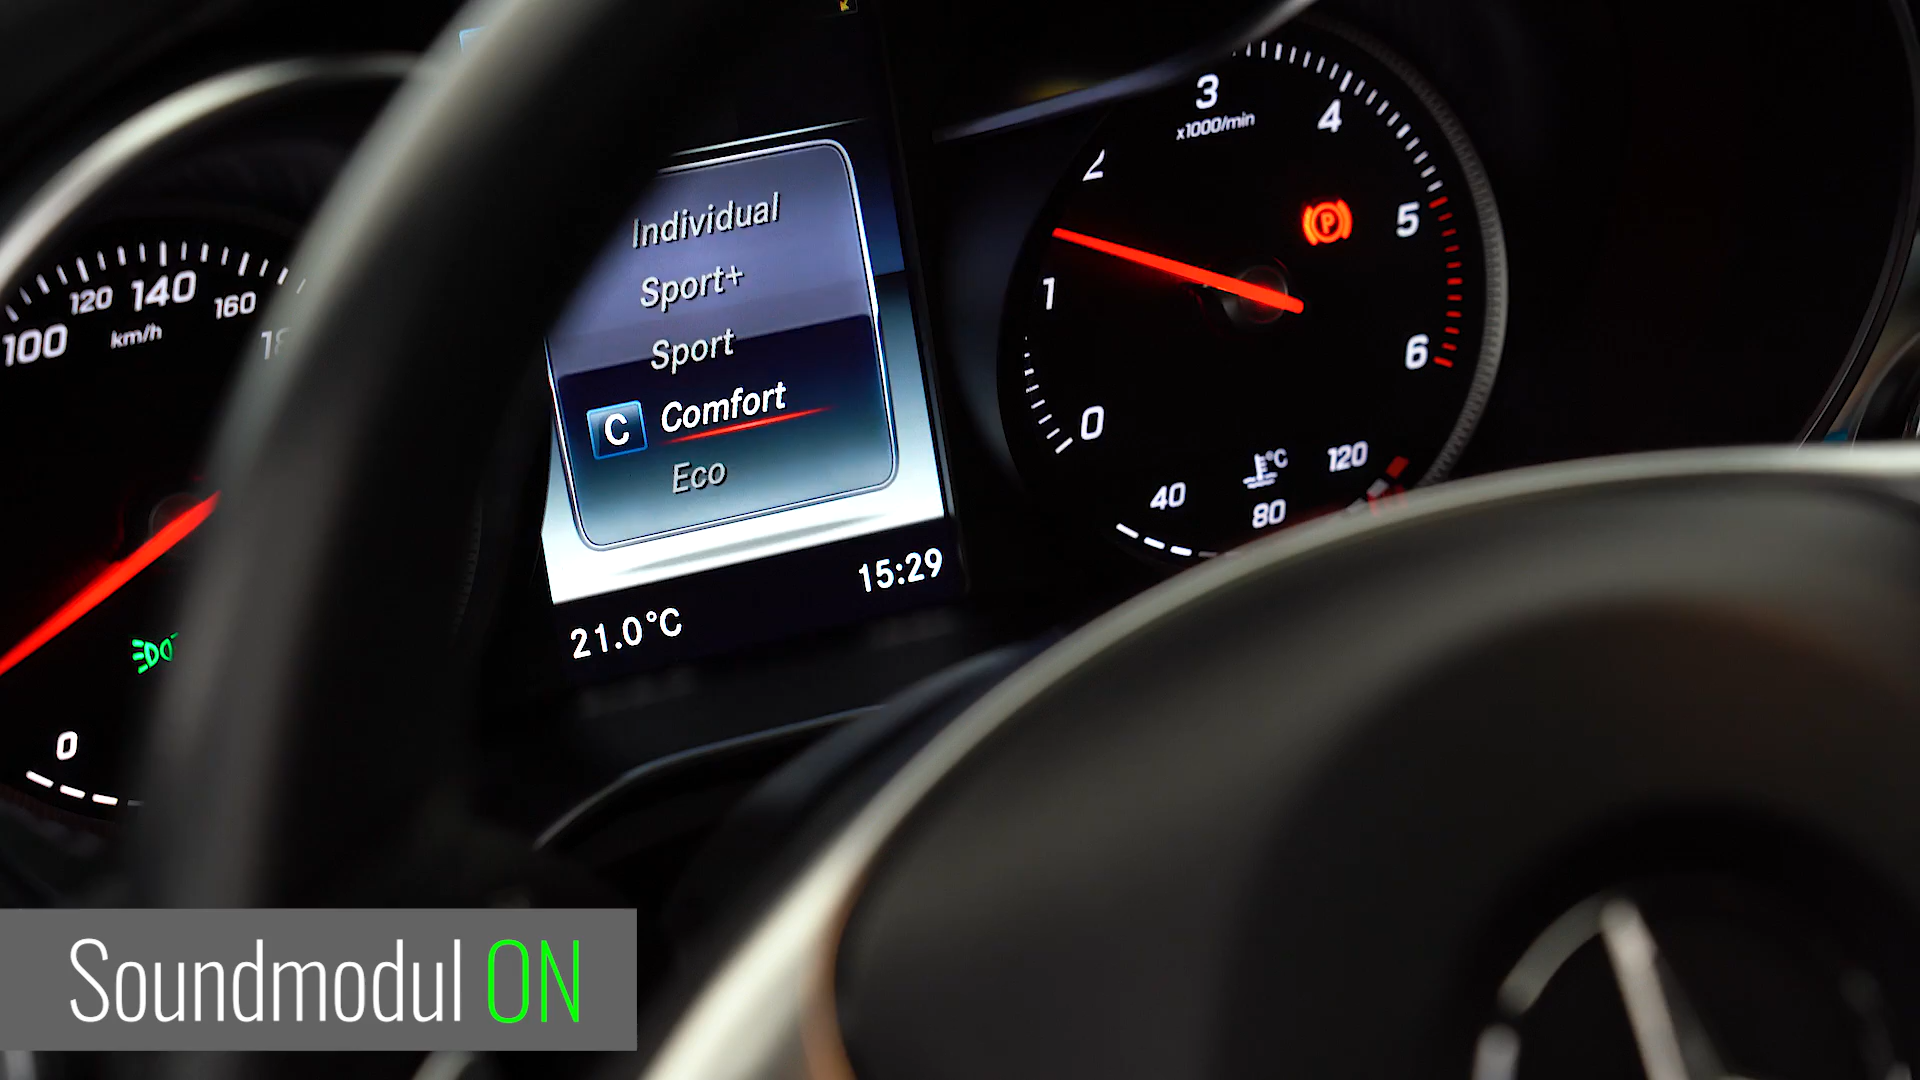 100
120
140
160
km/h
0
Individual
Sport+
Sport
C Comfort
Eco
21.0°C
15:29
0
1
2
3
x1000/min
4
5
6
P
40
80
120
°C
Soundmodul ON